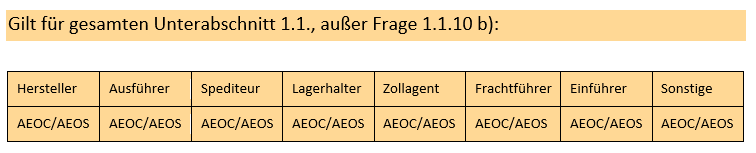 Gilt für gesamten Unterabschnitt 1.1., außer Frage 1.1.10 b):
Hersteller Ausführer Spediteur Lagerhalter Zollagent Frachtführer Einführer Sonstige
AEOC/AEOS AEOC/AEOS AEOC/AEOS AEOC/AEOS AEOC/AEOS AEOC/AEOS AEOC/AEOS AEOC/AEOS